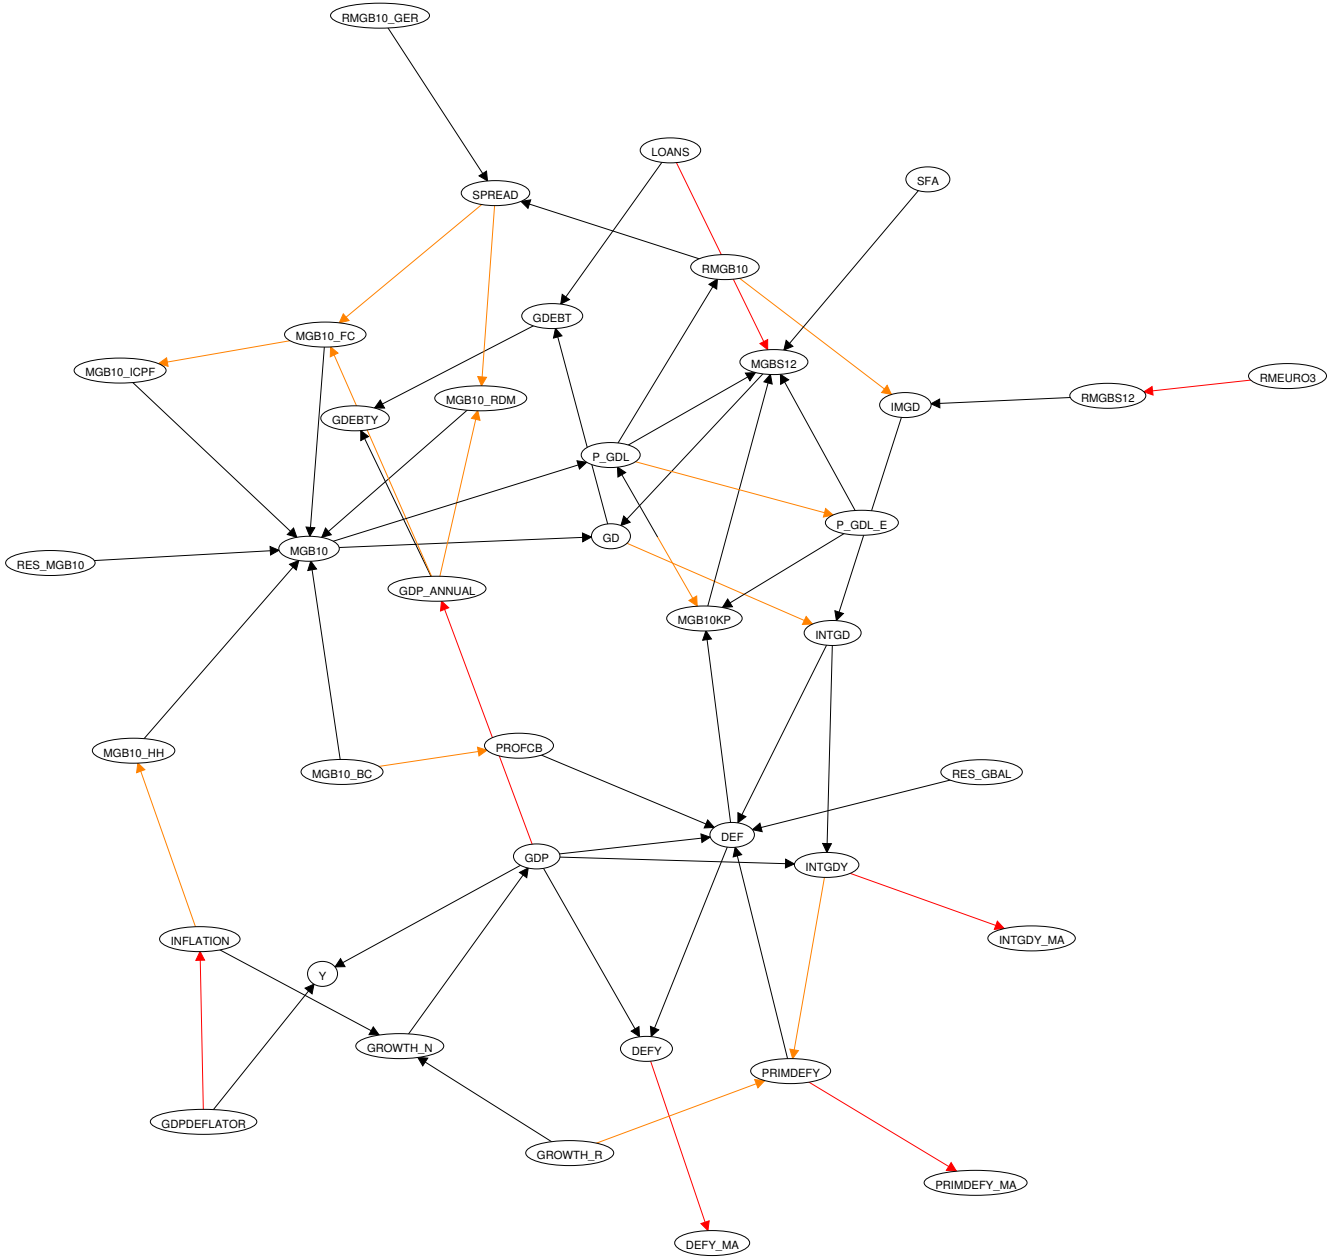 RMGB10_GER
LOANS
SFA
SPREAD
RMGB10
GDEBT
MGB10_FC
MGBS12
MGB10_ICPF
RMEURO3
RMGBS12
MGB10_RDM
IMGD
GDEBTY
P_GDL
P_GDL_E
GD
MGB10
RES_MGB10
GDP_ANNUAL
MGB10KP
INTGD
PROFCB
MGB10_HH
MGB10_BC
RES_GBAL
DEF
GDP
INTGDY
INTGDY_MA
INFLATION
Y
GROWTH_N
DEFY
PRIMDEFY
GDPDEFLATOR
GROWTH_R
PRIMDEFY_MA
DEFY_MA